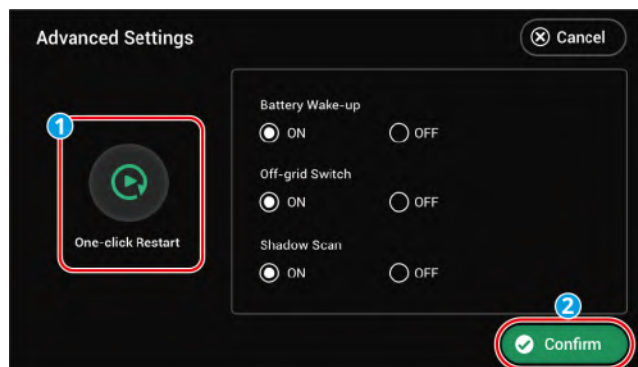 Advanced Settings
Cancel
1
One-click Restart
Battery Wake-up
ON OFF
Off-grid Switch
ON OFF
Shadow Scan
ON OFF
2
Confirm